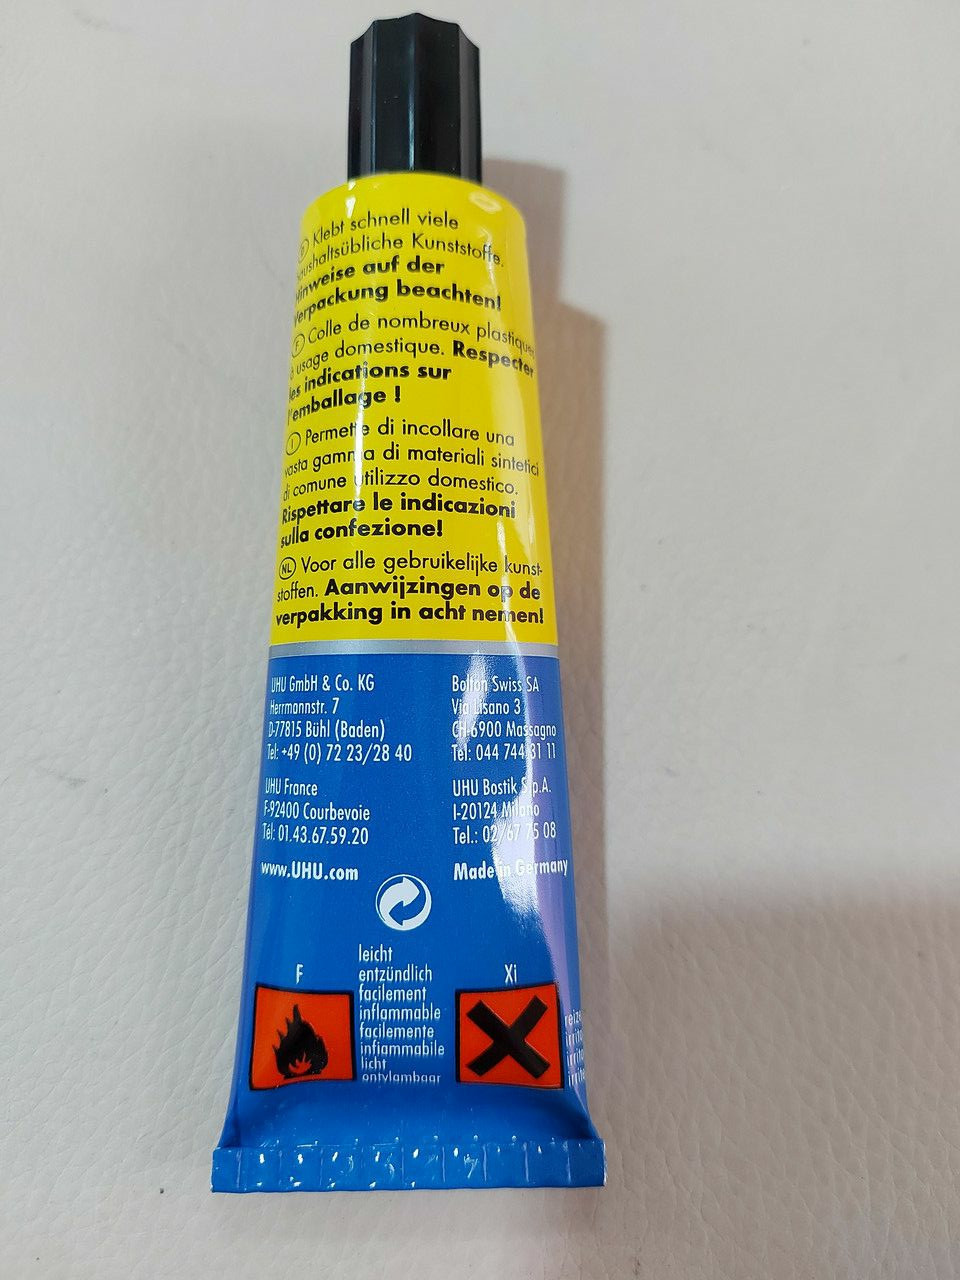 D Klebt schnell viele
haushaltsübliche Kunststoffe.
Hinweise auf der
Verpackung beachten!
F Colle de nombreux plastiques
à usage domestique. Respecter
les indications sur
l'emballage !
I Permette di incollare una
vasta gamma di materiali sintetici
di comune utilizzo domestico.
Rispettare le indicazioni
sulla confezione!
NL Voor alle gebruikelijke kunst-
stoffen. Aanwijzingen op de
verpakking in acht nemen!
UHU GmbH & Co. KG
Herrmannstr. 7
D-77815 Bühl (Baden)
Tel: +49 (0) 72 23/28 40
UHU France
F-92400 Courbevoie
Tél: 01.43.67.59.20
www.UHU.com
Bolton Swiss SA
Via Lisano 3
CH-6900 Massagno
Tel: 044 744 31 11
UHU Bostik S.p.A.
I-20124 Milano
Tel.: 02/67 75 08
Made in Germany
F
leicht
entzündlich
facilement
inflammable
facilemente
infiammabile
licht
ontvlambaar
Xi